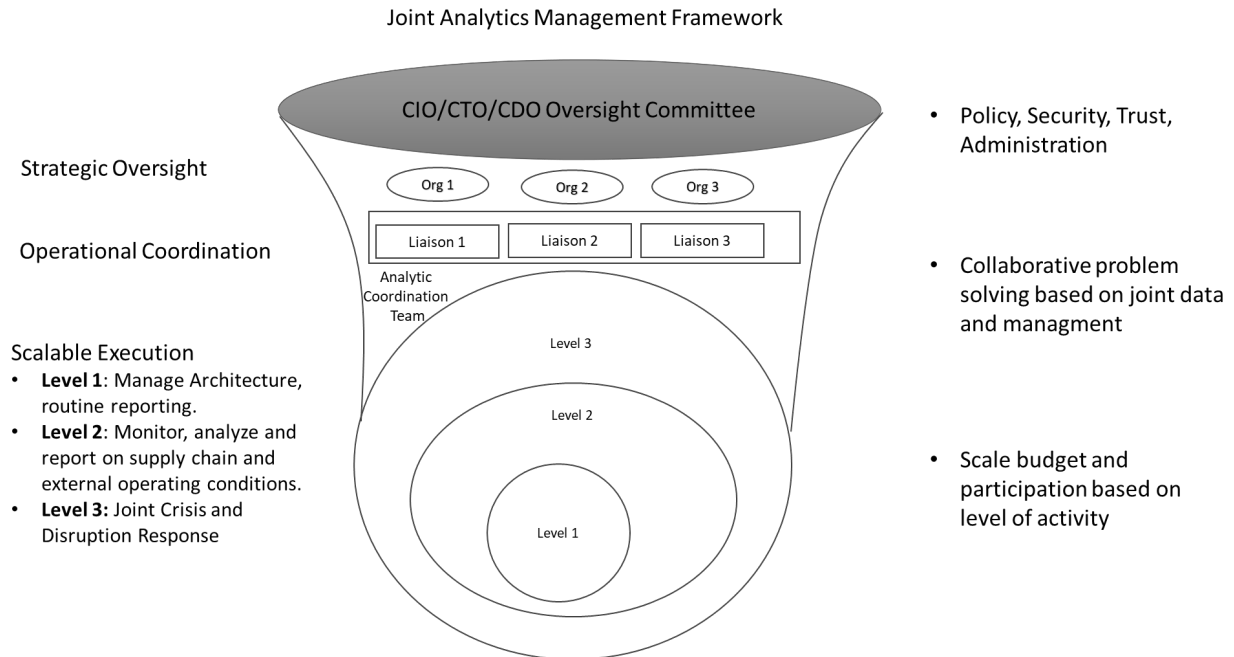 Joint Analytics Management Framework
CIO/CTO/CDO Oversight Committee
Strategic Oversight
Org 1
Org 2
Org 3
• Policy, Security, Trust,
Administration
Operational Coordination
Liaison 1
Liaison 2
Liaison 3
Analytic
Coordination
Team
• Collaborative problem
solving based on joint data
and managment
Scalable Execution
• Level 1: Manage Architecture,
routine reporting.
• Level 2: Monitor, analyze and
report on supply chain and
external operating conditions.
• Level 3: Joint Crisis and
Disruption Response
Level 3
Level 2
Level 1
• Scale budget and
participation based on
level of activity